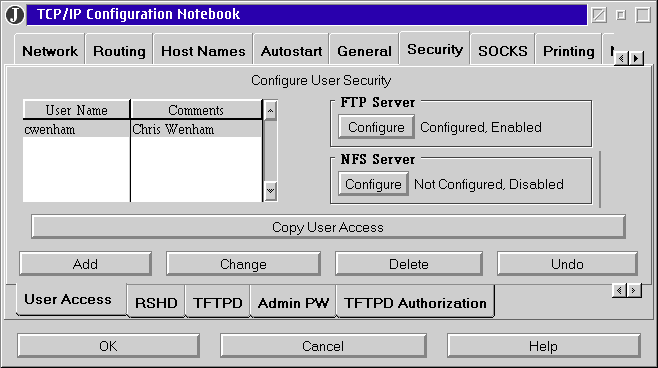 J TCP/IP Configuration Notebook
Network Routing Host Names Autostart General Security SOCKS Printing
Configure User Security
User Name Comments
cwenham Chris Wenham
FTP Server
Configure Configured, Enabled
NFS Server
Configure Not Configured, Disabled
Copy User Access
Add Change Delete Undo
User Access RSHD TFTPD Admin PW TFTPD Authorization
OK Cancel Help